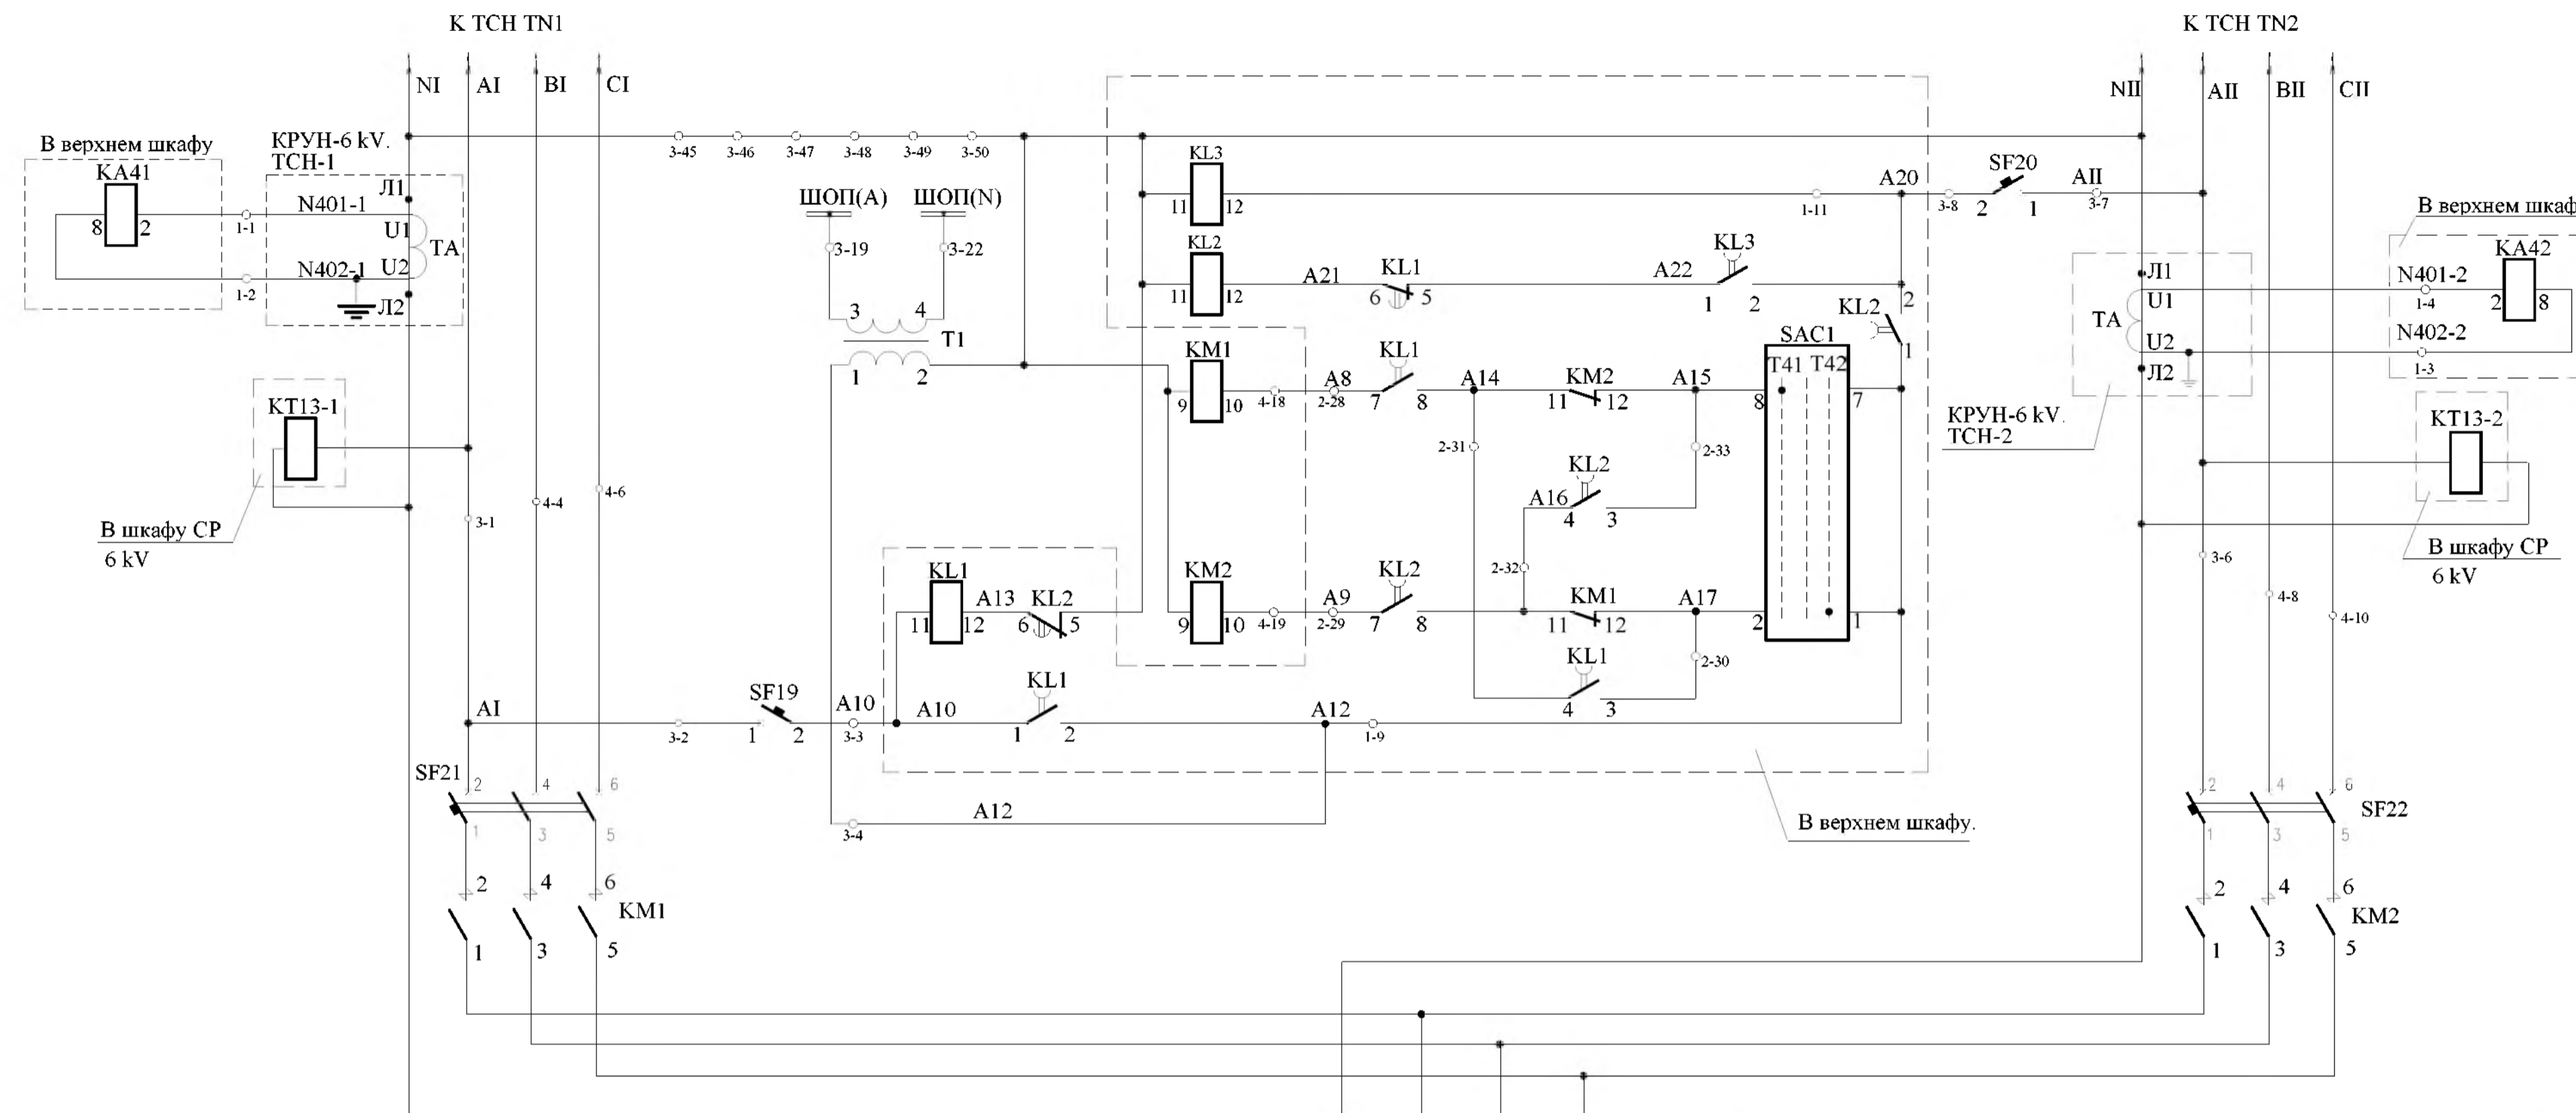 К ТСН TN1
К ТСН TN2
NI
AI
BI
CI
NII
AII
BII
CII
В верхнем шкафу
КРУН-6 kV.
ТСН-1
KA41
8
2
1-1
1-2
N401-1
N402-1
Л1
U1
U2
Л2
TA
3-45
3-46
3-47
3-48
3-49
3-50
ШОП(А)
ШОП(N)
3-19
3-22
3
4
T1
1
2
KL3
11
12
1-11
A20
3-8
SF20
2
1
AII
3-7
KL2
11
12
A21
KL1
6
5
A22
KL3
1
2
2
KL2
1
KM1
9
10
4-18
A8
2-28
KL1
7
8
A14
KM2
11
12
A15
SAC1
T41
T42
8
7
2-31
2-33
KL2
A16
4
3
2-32
KM2
9
10
4-19
A9
2-29
KL2
7
8
KM1
11
12
A17
2
1
KL1
4
3
2-30
KL1
11
12
A13
KL2
6
5
AI
3-2
SF19
1
2
A10
3-3
A10
KL1
1
2
A12
1-9
A12
3-4
В верхнем шкафу.
KT13-1
В шкафу СР
6 kV
3-1
4-4
4-6
SF21
2
4
6
1
3
5
2
4
6
KM1
1
3
5
Л1
U1
TA
U2
Л2
КРУН-6 kV.
ТСН-2
В верхнем шкаф
KA42
N401-2
1-4
2
8
N402-2
1-3
KT13-2
В шкафу СР
6 kV
3-6
4-8
4-10
2
4
6
SF22
1
3
5
2
4
6
KM2
1
3
5